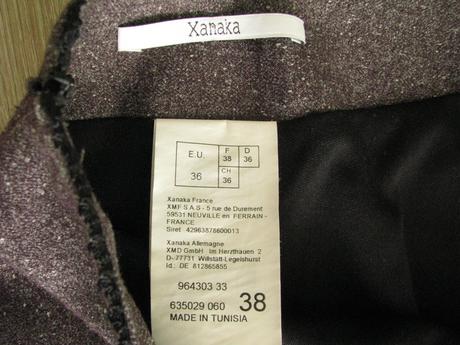 Xanaka
E.U.
36
F
38
D
36
CH
36
Xanaka France
XMF S.A.S - 5 rue de Durement
59531 NEUVILLE en FERRAIN -
FRANCE
Siret 42963878600013
Xanaka Allemagne
XMD GmbH Im Herzthauen 2
D-77731 Willstatt-Legelshurst
Id.: DE 812865855
964303 33
635029 060 38
MADE IN TUNISIA